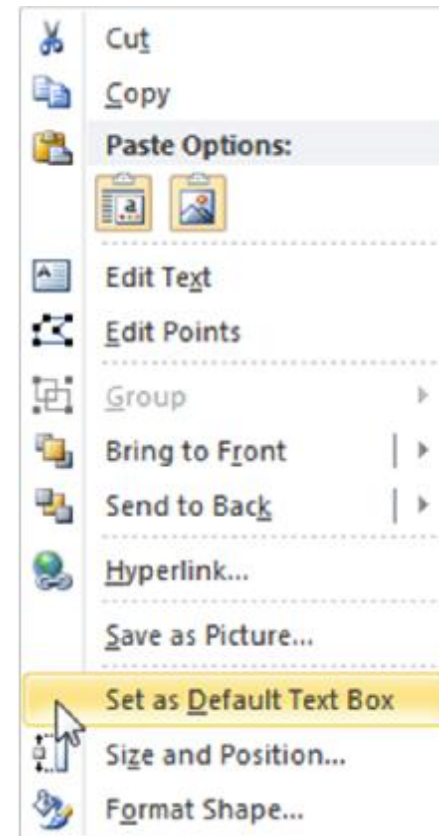 Cut
Copy
Paste Options:
a
Edit Text
Edit Points
Group
Bring to Front
Send to Back
Hyperlink...
Save as Picture...
Set as Default Text Box
Size and Position...
Format Shape...